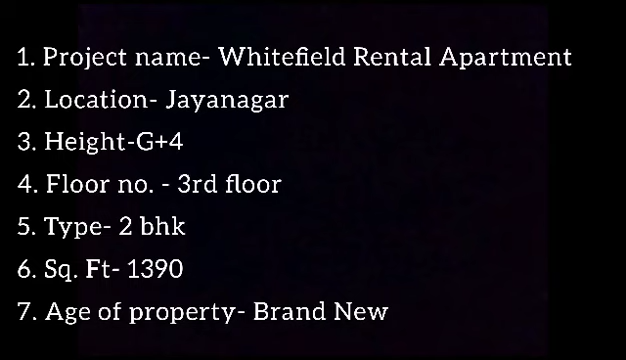 1. Project name- Whitefield Rental Apartment
2. Location- Jayanagar
3. Height-G+4
4. Floor no. - 3rd floor
5. Type- 2 bhk
6. Sq. Ft- 1390
7. Age of property- Brand New